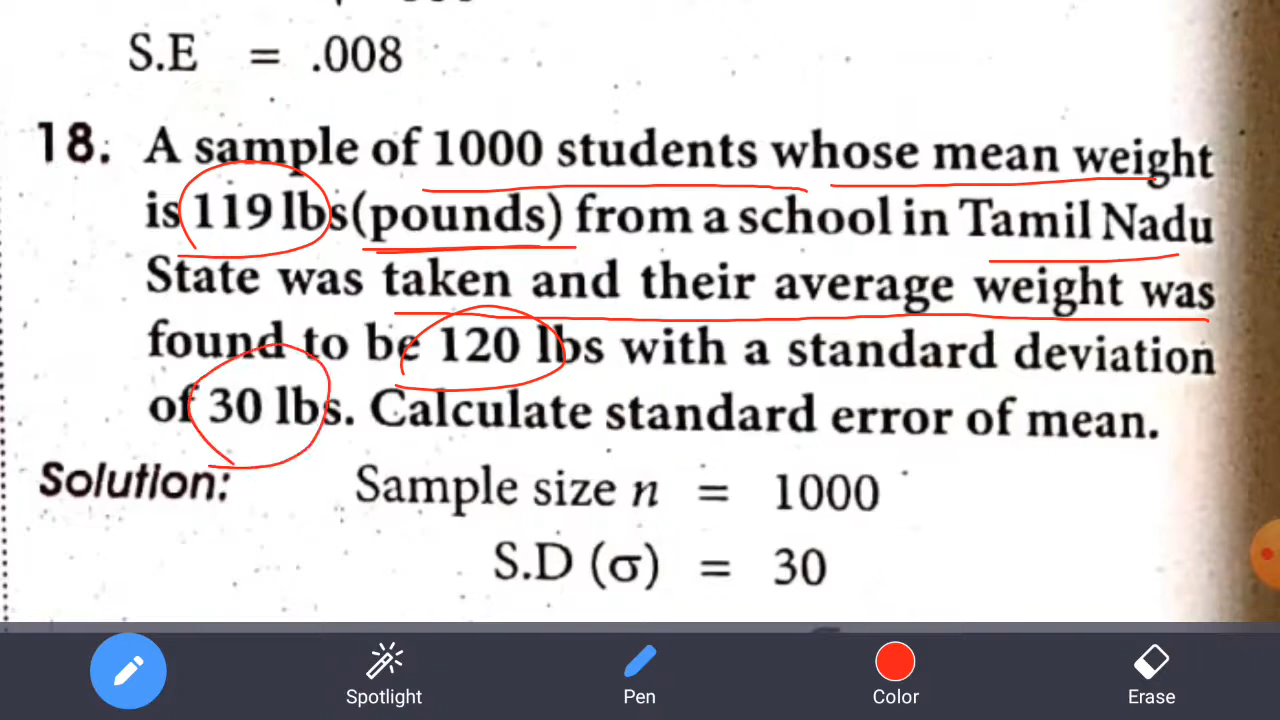 S.E = .008
18. A sample of 1000 students whose mean weight
is 119 lbs(pounds) from a school in Tamil Nadu
State was taken and their average weight was
found to be 120 lbs with a standard deviation
of 30 lbs. Calculate standard error of mean.
Solution: Sample size n = 1000
S.D (σ) = 30
Spotlight Pen Color Erase